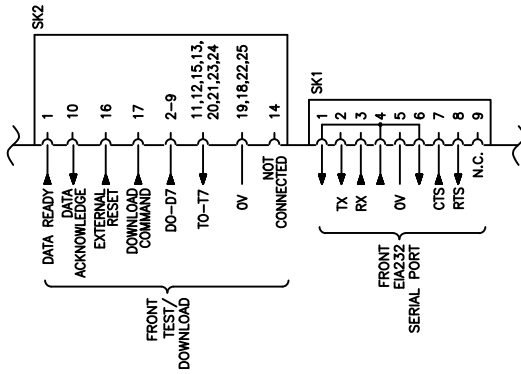 SK2
DATA READY 1
DATA
ACKNOWLEDGE 10
EXTERNAL
RESET 16
DOWNLOAD
COMMAND 17
DO-D7 2-9
TO-T7 11,12,15,13,
20,21,23,24
0V 19,18,22,25
NOT
CONNECTED 14
FRONT
TEST/
DOWNLOAD
SK1
1
TX 2
RX 3
4
0V 5
6
CTS 7
RTS 8
N.C. 9
FRONT
EIA232
SERIAL PORT